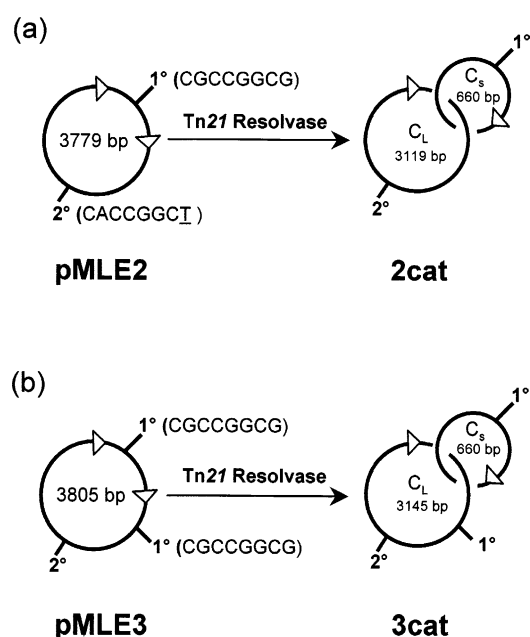 (a)
1° (CGCCGGCG)
3779 bp
Tn21 Resolvase
2° (CACCGGCT)
1°
Cs
660 bp
CL
3119 bp
2°
pMLE2
2cat
(b)
1° (CGCCGGCG)
3805 bp
Tn21 Resolvase
2°
1° (CGCCGGCG)
1°
Cs
660 bp
CL
3145 bp
2°
1°
pMLE3
3cat